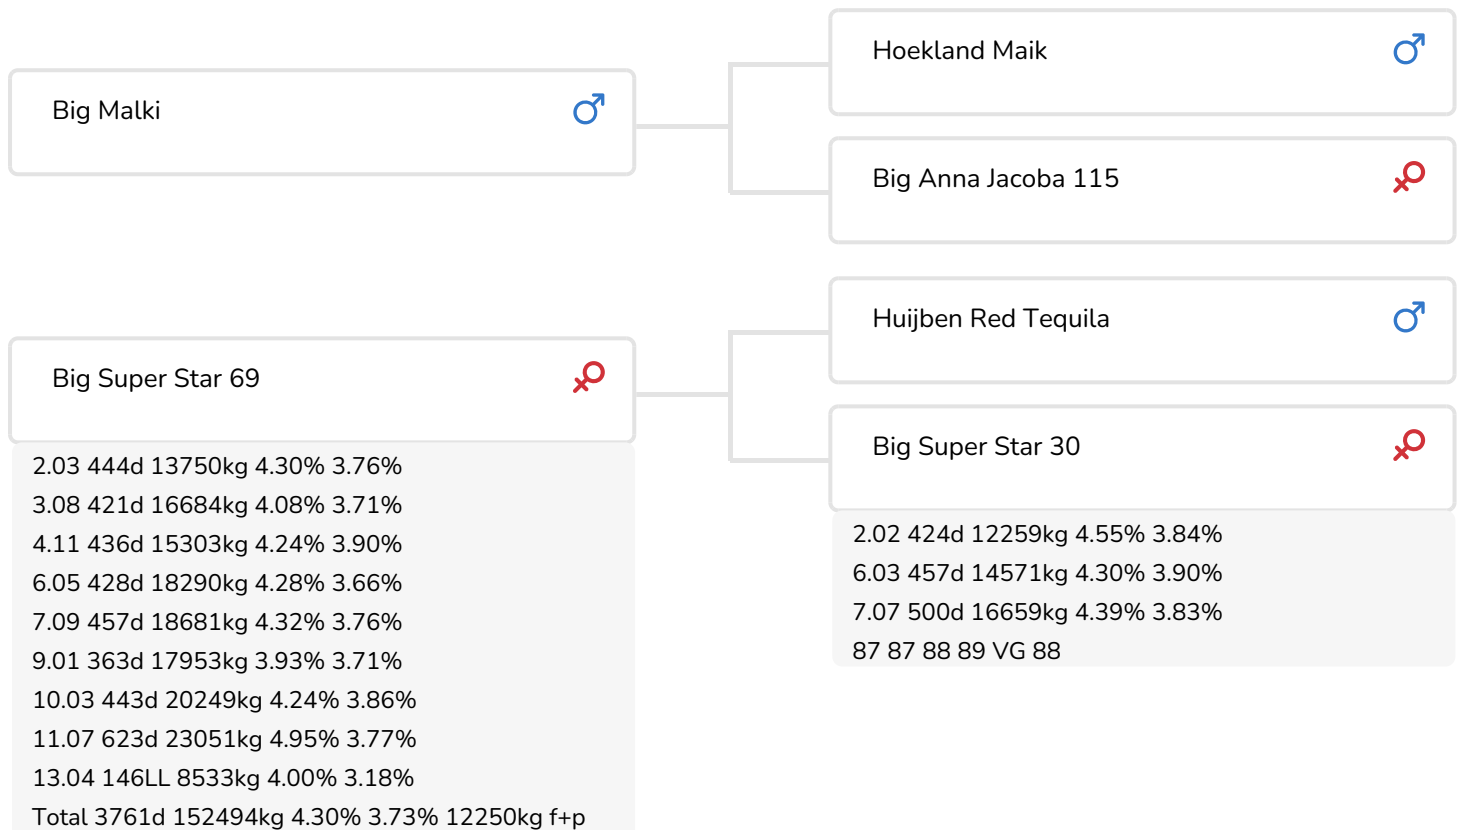 Big Malki
Hoekland Maik
Big Anna Jacoba 115
Big Super Star 69
2.03 444d 13750kg 4.30% 3.76%
3.08 421d 16684kg 4.08% 3.71%
4.11 436d 15303kg 4.24% 3.90%
6.05 428d 18290kg 4.28% 3.66%
7.09 457d 18681kg 4.32% 3.76%
9.01 363d 17953kg 3.93% 3.71%
10.03 443d 20249kg 4.24% 3.86%
11.07 623d 23051kg 4.95% 3.77%
13.04 146LL 8533kg 4.00% 3.18%
Total 3761d 152494kg 4.30% 3.73% 12250kg f+p
Huijben Red Tequila
Big Super Star 30
2.02 424d 12259kg 4.55% 3.84%
6.03 457d 14571kg 4.30% 3.90%
7.07 500d 16659kg 4.39% 3.83%
87 87 88 89 VG 88